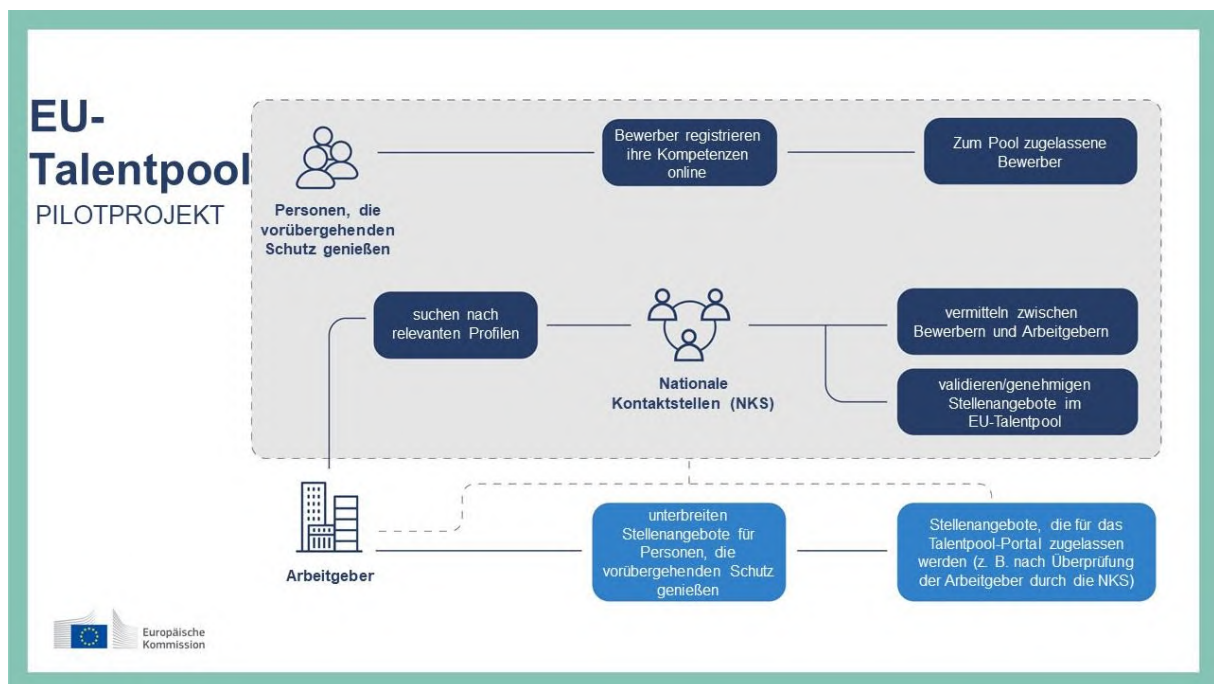 EU-
Talentpool
PILOTPROJEKT
Personen, die
vorübergehenden
Schutz genießen
Bewerber registrieren
ihre Kompetenzen
online
Zum Pool zugelassene
Bewerber
suchen nach
relevanten Profilen
Nationale
Kontaktstellen (NKS)
vermitteln zwischen
Bewerbern und Arbeitgebern
validieren/genehmigen
Stellenangebote im
EU-Talentpool
Arbeitgeber
unterbreiten
Stellenangebote für
Personen, die
vorübergehenden Schutz
genießen
Stellenangebote, die für das
Talentpool-Portal zugelassen
werden (z. B. nach Überprüfung
der Arbeitgeber durch die NKS)
Europäische
Kommission